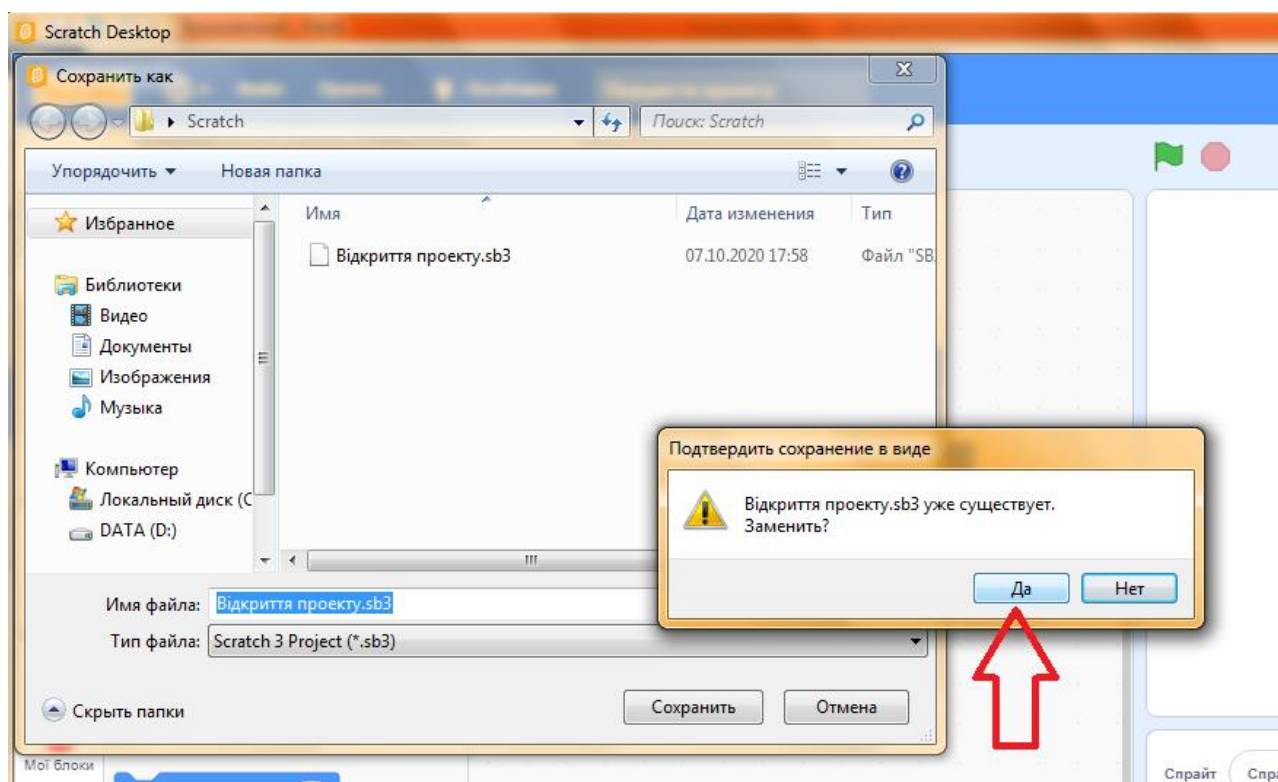 Scratch Desktop
Сохранить как
Scratch
Поиск: Scratch
Упорядочить
Новая папка
Имя
Дата изменения
Тип
Избранное
Відкриття проекту.sb3
07.10.2020 17:58
Файл "SB
Библиотеки
Видео
Документы
Изображения
Музыка
Компьютер
Локальный диск (C
DATA (D:)
Подтвердить сохранение в виде
Відкриття проекту.sb3 уже существует.
Заменить?
Да
Нет
Имя файла: Відкриття проекту.sb3
Тип файла: Scratch 3 Project (*.sb3)
Скрыть папки
Сохранить
Отмена
Мої блоки
Спрайт
Спра